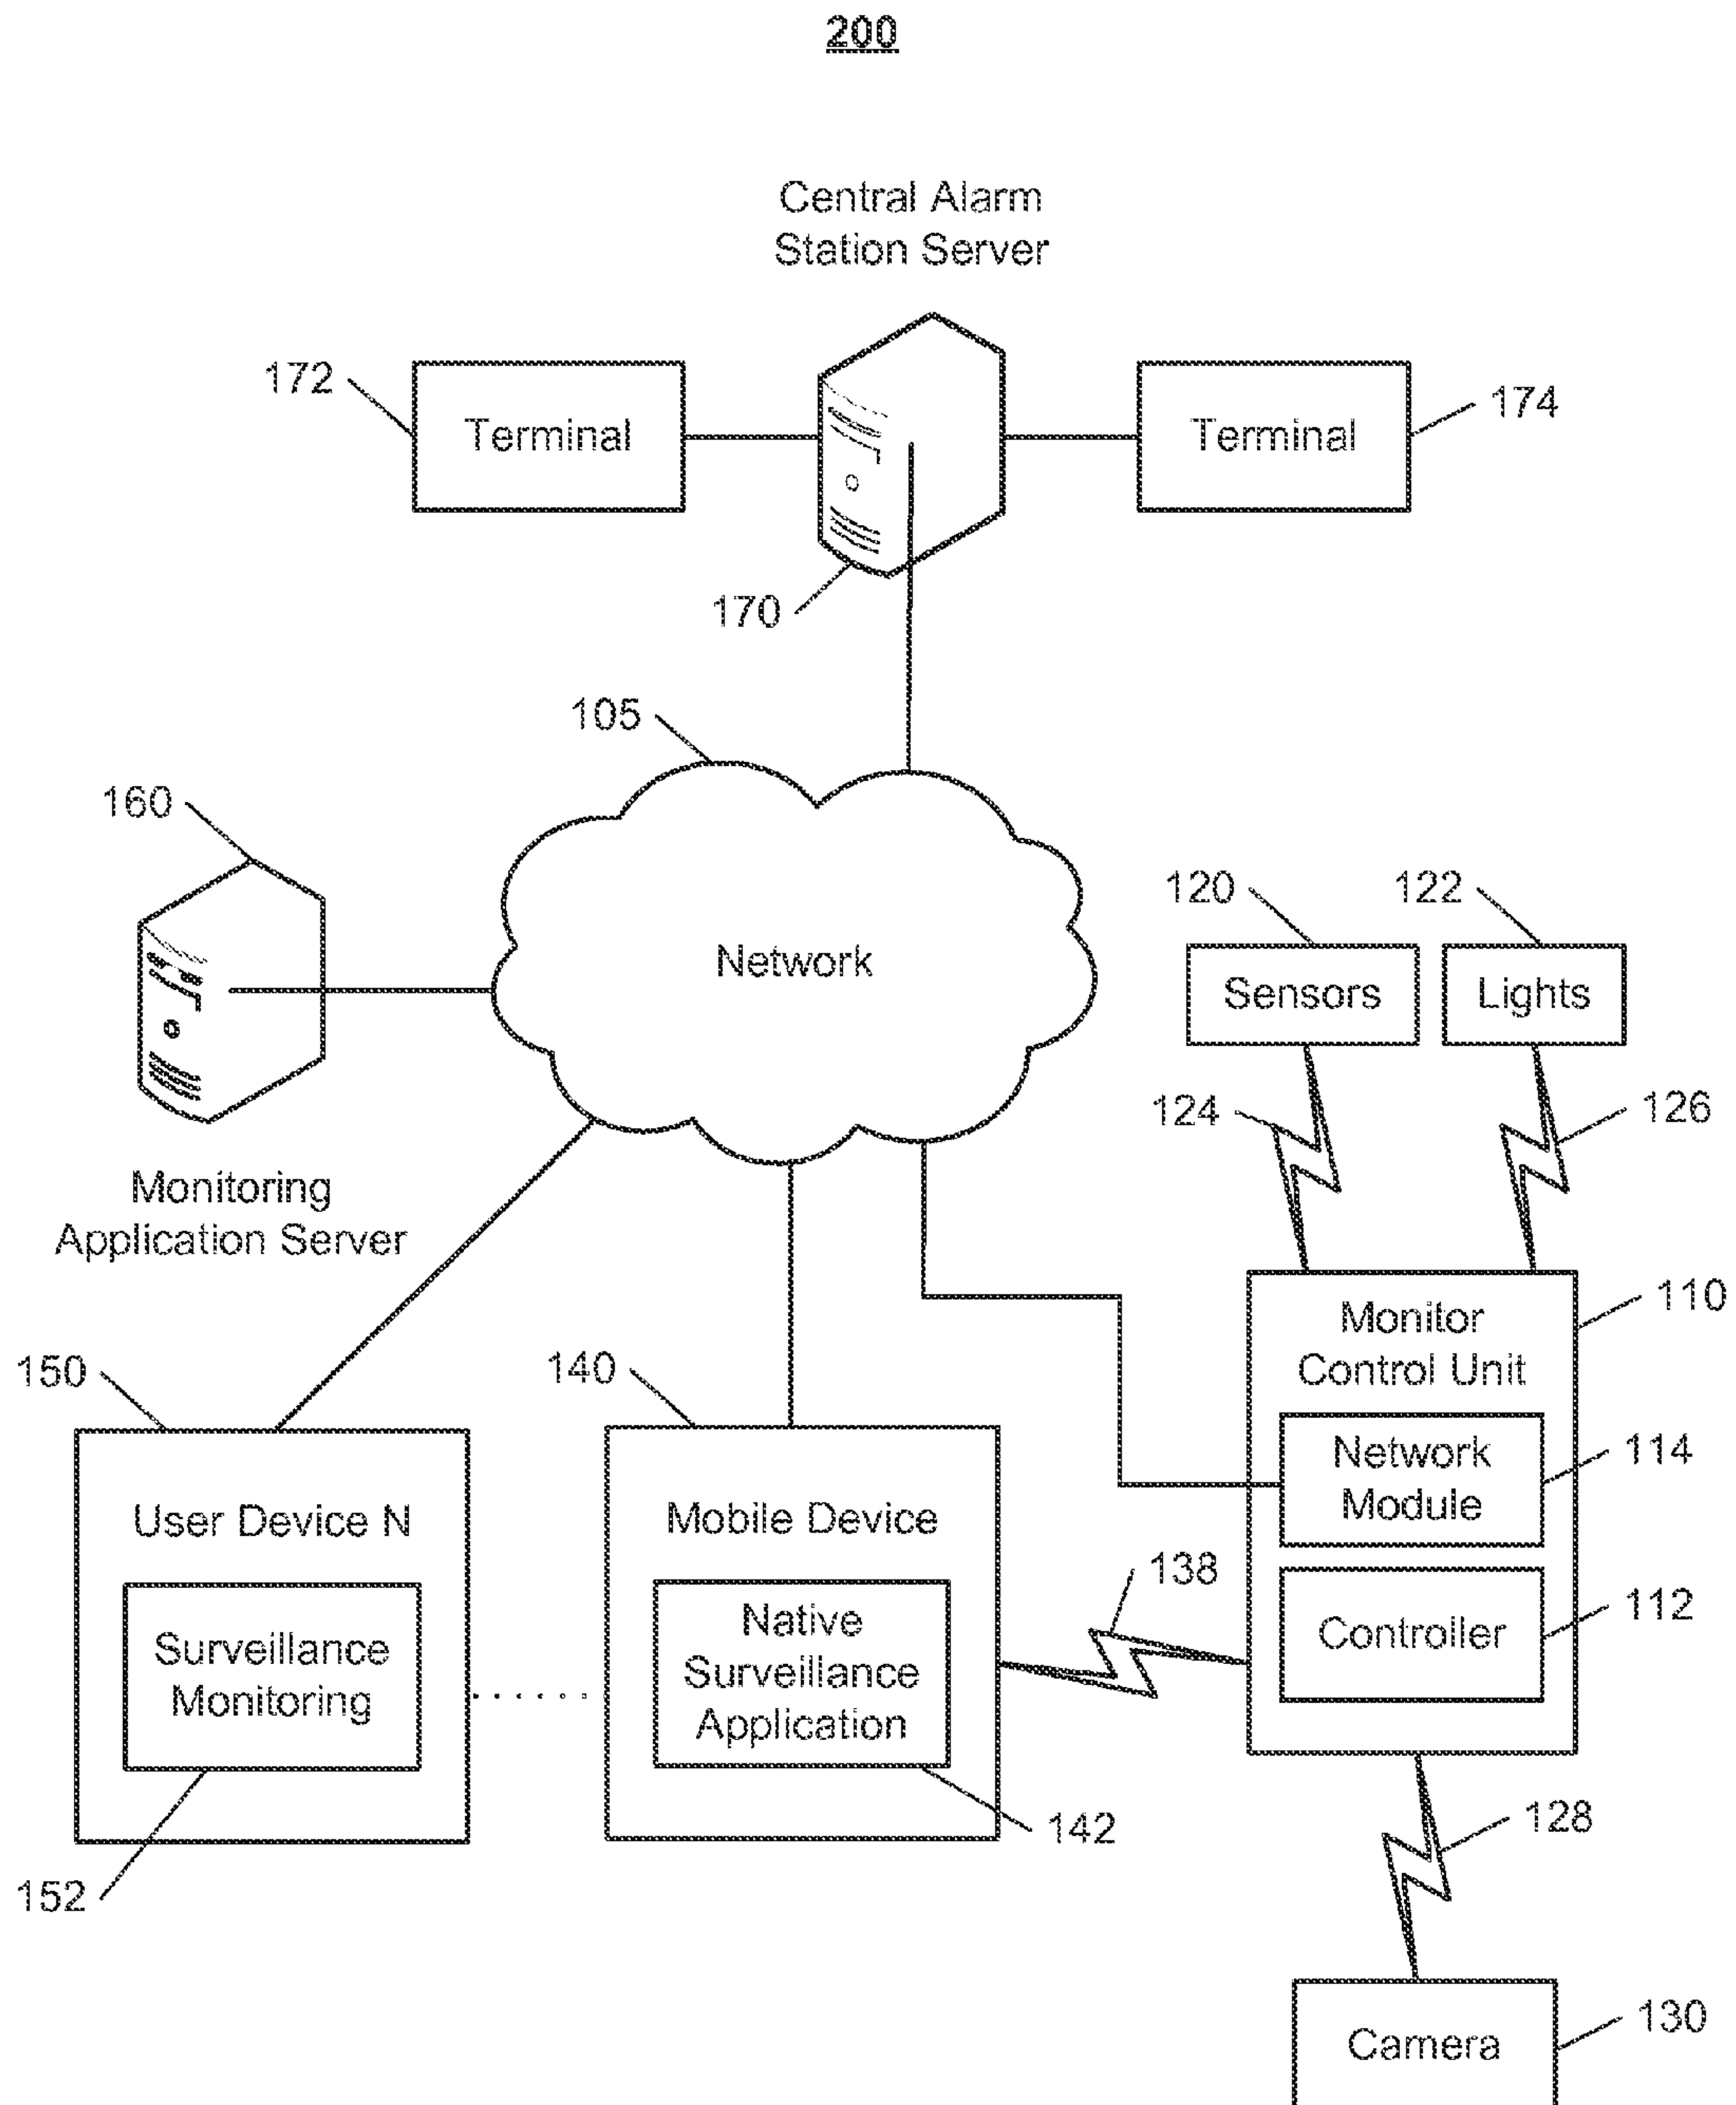 200
Central Alarm
Station Server
172
Terminal
Terminal
174
170
105
160
Network
120
122
Sensors
Lights
124
126
Monitoring
Application Server
110
Monitor
Control Unit
150
140
Network
Module
114
User Device N
Mobile Device
138
Controller
112
Surveillance
Monitoring
Native
Surveillance
Application
142
128
152
Camera
130